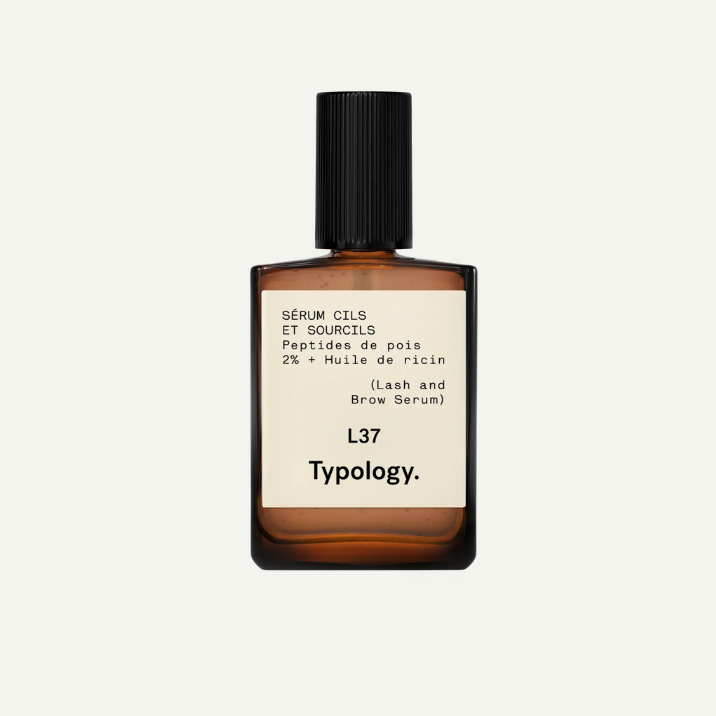 SÉRUM CILS
ET SOURCILS
Peptides de pois
2% + Huile de ricin
(Lash and
Brow Serum)
L37
Typology.